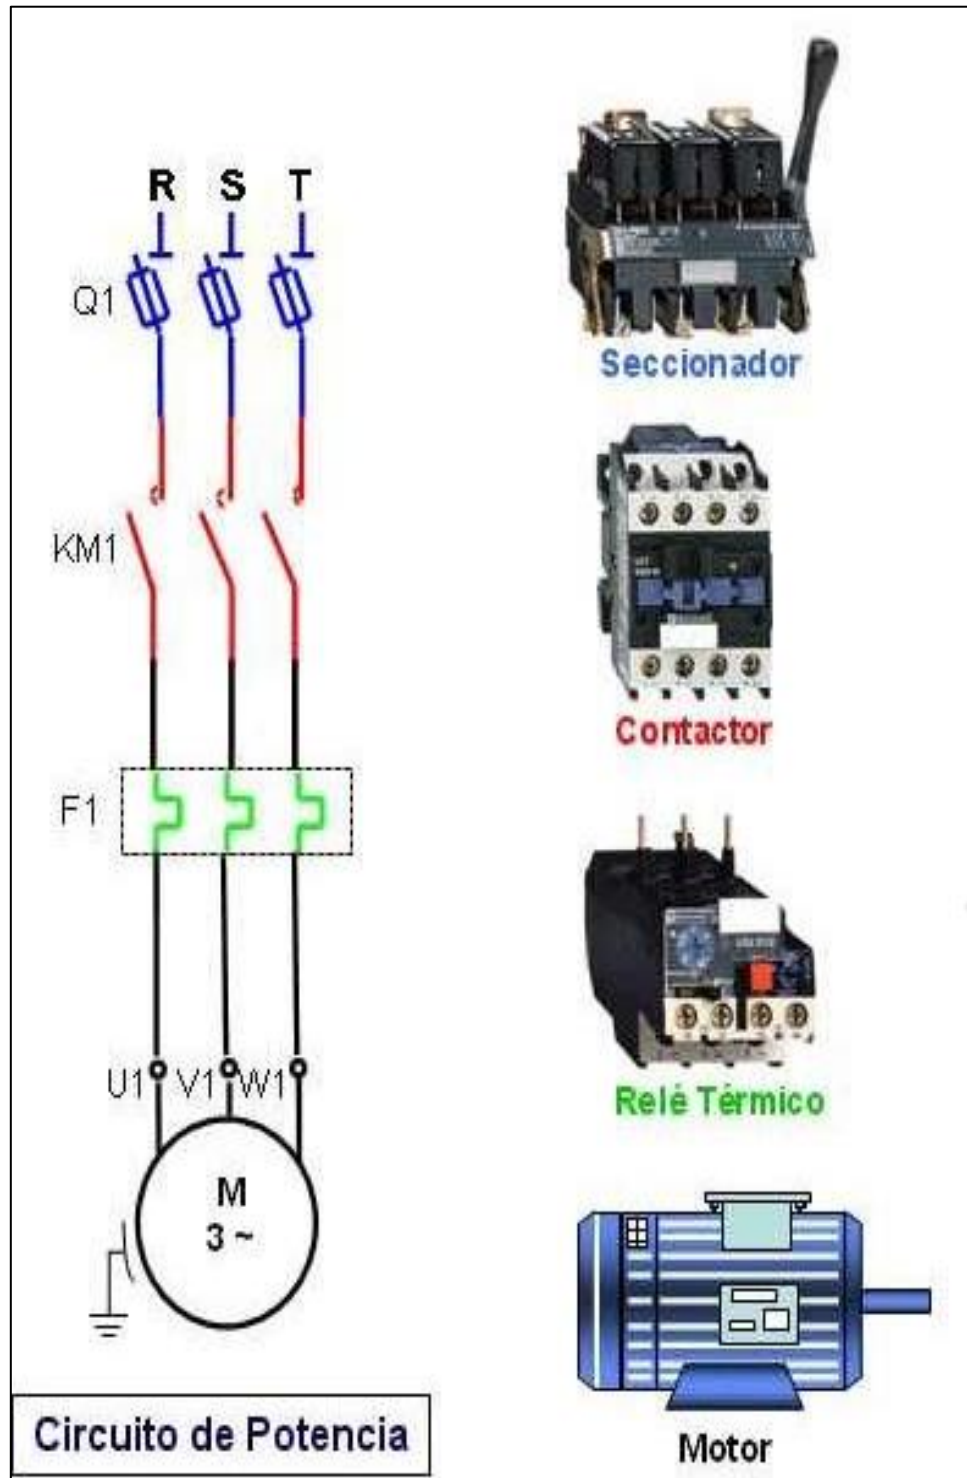 R S T
Q1
Seccionador
KM1
Contactor
F1
Relé Térmico
U1 V1 W1
M
3 ~
Circuito de Potencia
Motor